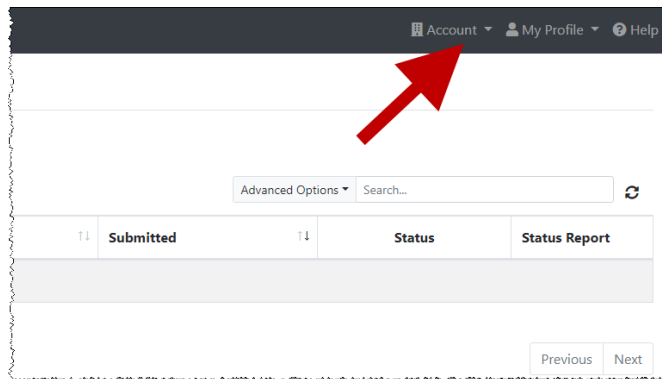 Account My Profile Help
Advanced Options Search...
Submitted Status Status Report
Previous Next